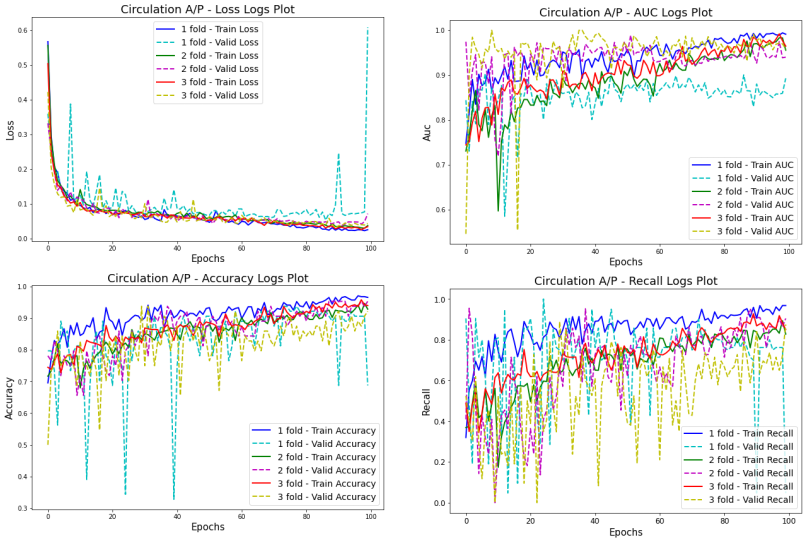 Circulation A/P - Loss Logs Plot
0.6
0.5
0.4
0.3
0.2
0.1
0.0
Loss
1 fold - Train Loss
1 fold - Valid Loss
2 fold - Train Loss
2 fold - Valid Loss
3 fold - Train Loss
3 fold - Valid Loss
0
20
40
60
80
100
Epochs
Circulation A/P - AUC Logs Plot
1.0
0.9
0.8
0.7
0.6
Auc
1 fold - Train AUC
1 fold - Valid AUC
2 fold - Train AUC
2 fold - Valid AUC
3 fold - Train AUC
3 fold - Valid AUC
0
20
40
60
80
100
Epochs
Circulation A/P - Accuracy Logs Plot
1.0
0.9
0.8
0.7
0.6
0.5
0.4
0.3
Accuracy
1 fold - Train Accuracy
1 fold - Valid Accuracy
2 fold - Train Accuracy
2 fold - Valid Accuracy
3 fold - Train Accuracy
3 fold - Valid Accuracy
0
20
40
60
80
100
Epochs
Circulation A/P - Recall Logs Plot
1.0
0.8
0.6
0.4
0.2
0.0
Recall
1 fold - Train Recall
1 fold - Valid Recall
2 fold - Train Recall
2 fold - Valid Recall
3 fold - Train Recall
3 fold - Valid Recall
0
20
40
60
80
100
Epochs